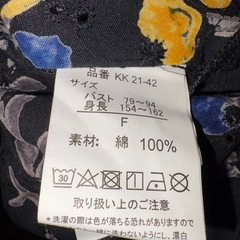 品番 KK 21-42
サイズ
バスト 79~94
身長 154~162
F
素材: 綿 100%
30
取り扱い上のご注意
*洗濯の際は色が落ちる恐れがありますので